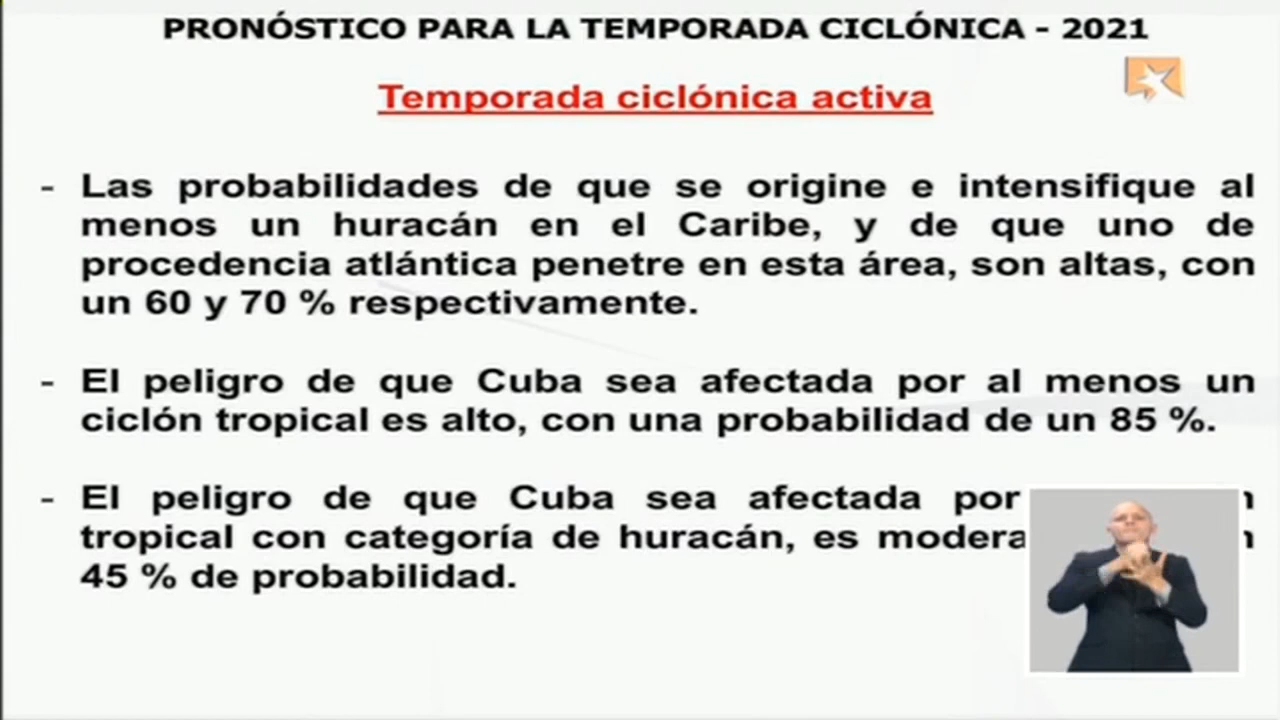 PRONÓSTICO PARA LA TEMPORADA CICLÓNICA - 2021
Temporada ciclónica activa
- Las probabilidades de que se origine e intensifique al
menos un huracán en el Caribe, y de que uno de
procedencia atlántica penetre en esta área, son altas, con
un 60 y 70 % respectivamente.
- El peligro de que Cuba sea afectada por al menos un
ciclón tropical es alto, con una probabilidad de un 85 %.
- El peligro de que Cuba sea afectada por
tropical con categoría de huracán, es
45 % de probabilidad.